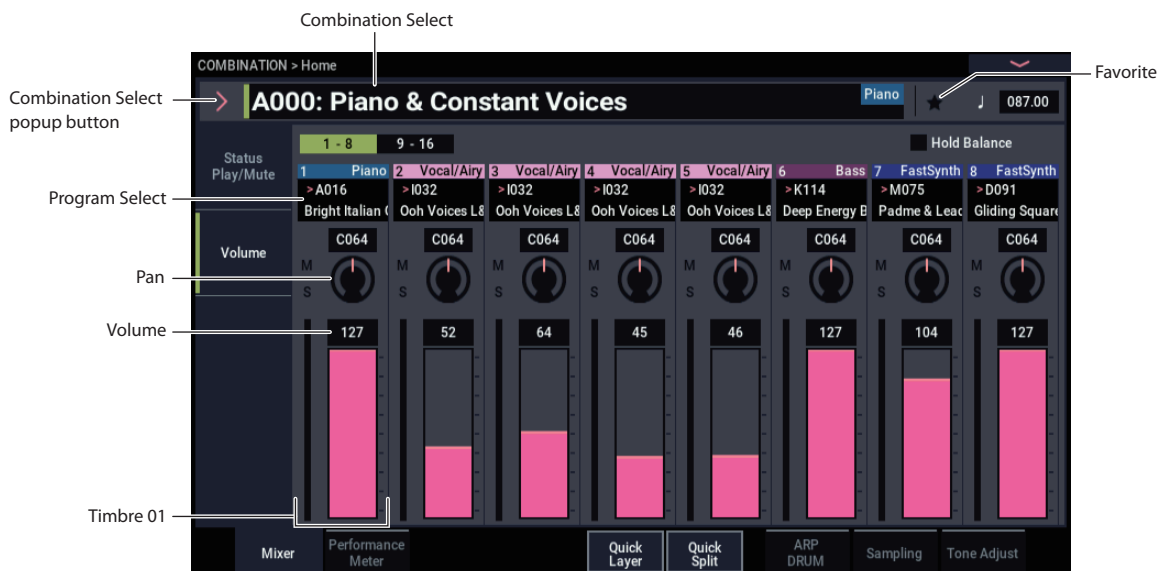 Combination Select
COMBINATION > Home
Favorite
Combination Select
popup button
A000: Piano & Constant Voices
Piano
♩ 087.00
1 - 8 9 - 16
Hold Balance
Status
Play/Mute
1 Piano 2 Vocal/Airy 3 Vocal/Airy 4 Vocal/Airy 5 Vocal/Airy 6 Bass 7 FastSynth 8 FastSynth
Program Select
>A016 >I032 >I032 >I032 >I032 >K114 >M075 >D091
Bright Italian Ooh Voices L& Ooh Voices L& Ooh Voices L& Ooh Voices L& Deep Energy B Padme & Lead Gliding Square
Volume
C064 C064 C064 C064 C064 C064 C064 C064
M M M M M M M M
Pan
S S S S S S S S
Volume
127 52 64 45 46 127 104 127
Timbre 01
Mixer
Performance
Meter
Quick
Layer
Quick
Split
ARP
DRUM
Sampling
Tone Adjust